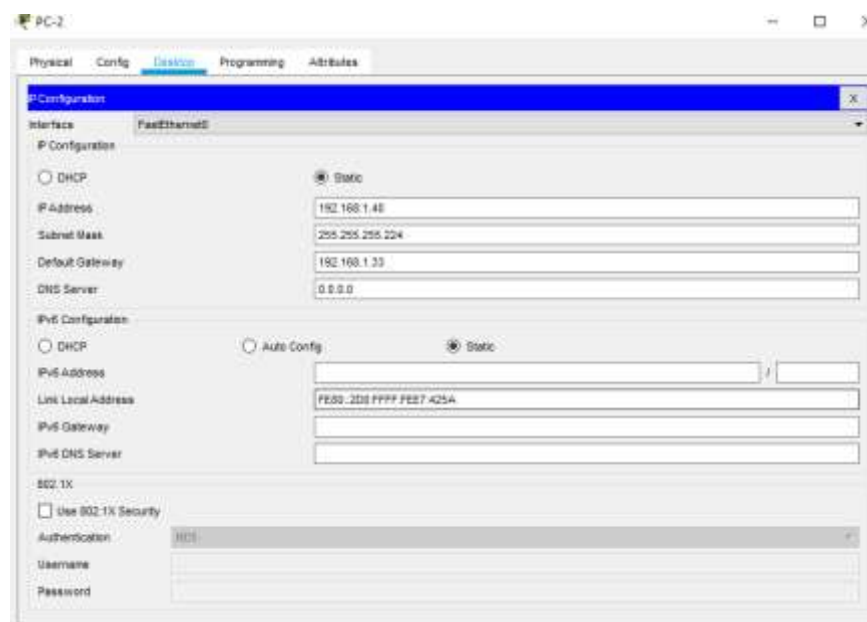 PC-2
Physical Config Desktop Programming Attributes
IP Configuration X
Interface FastEthernet0
IP Configuration
DHCP Static
IP Address 192.168.1.40
Subnet Mask 255.255.255.224
Default Gateway 192.168.1.33
DNS Server 0.0.0.0
IPv6 Configuration
DHCP Auto Config Static
IPv6 Address /
Link Local Address FE80::2D0:FFFF:FEE7:425A
IPv6 Gateway
IPv6 DNS Server
802.1X
Use 802.1X Security
Authentication MD5
Username
Password